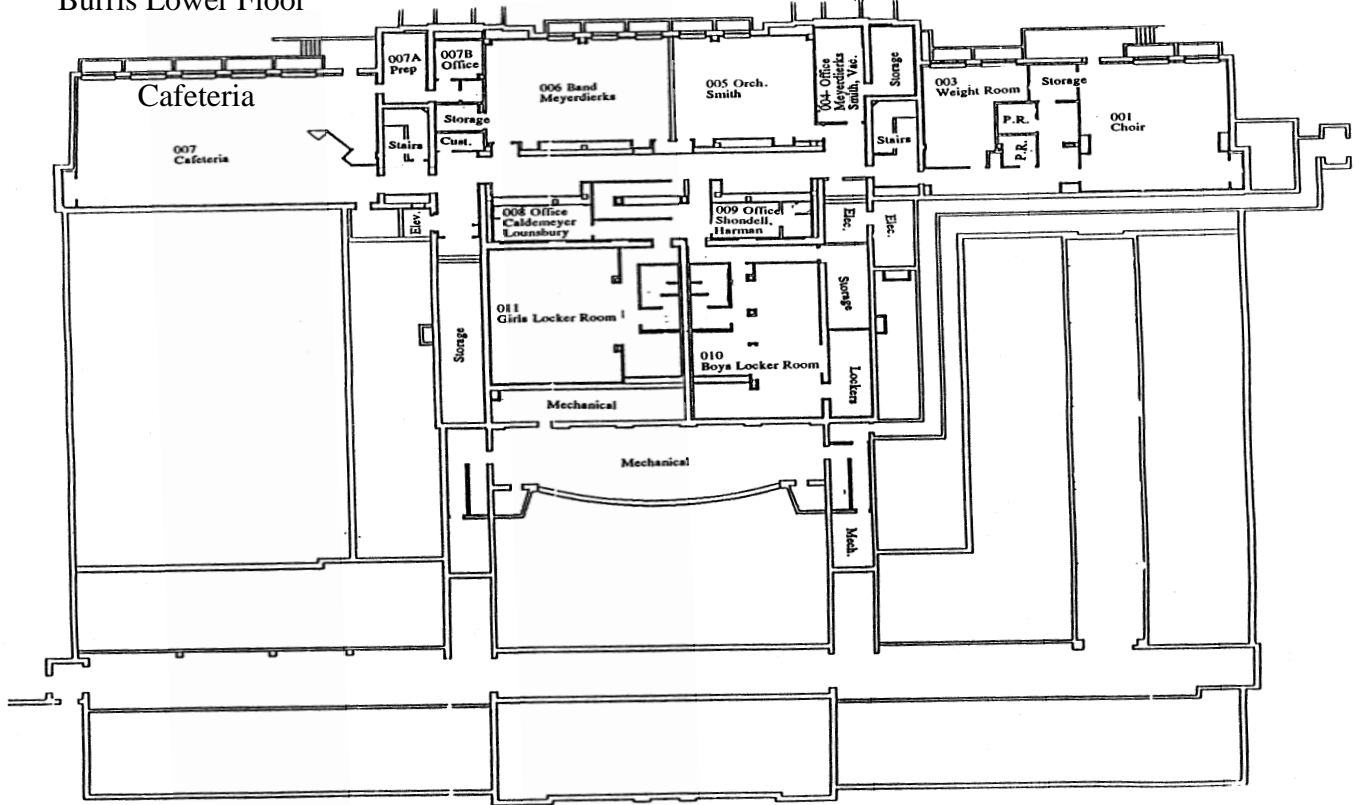 Burris Lower Floor
Cafeteria
007
Cafeteria
007A
Prep
007B
Office
Storage
Cust.
Stairs
006 Band
Meyerdierks
005 Orch.
Smith
004 Office
Meyerdierks
Smith, Vac.
Storage
Stairs
003
Weight Room
Storage
P.R.
P.R.
001
Choir
Elev.
008 Office
Caldemeyer
Lounsbury
009 Office
Shondell,
Harman
Elec.
Elec.
011
Girls Locker Room
Storage
010
Boys Locker Room
Storage
Lockers
Mechanical
Mechanical
Mech.